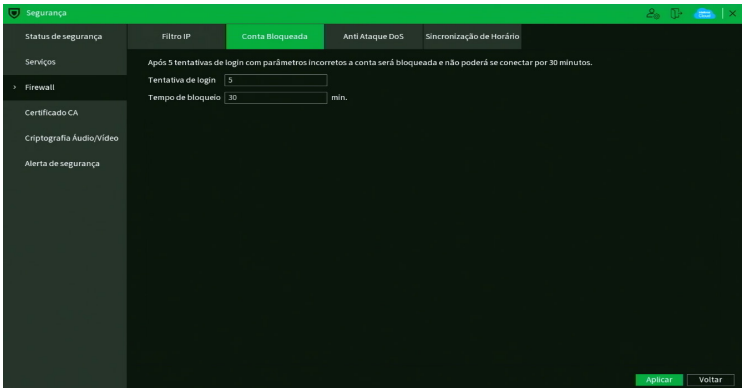 Segurança
Status de segurança
Serviços
Firewall
Certificado CA
Criptografia Áudio/Vídeo
Alerta de segurança
Filtro IP
Conta Bloqueada
Anti Ataque DoS
Sincronização de Horário
Após 5 tentativas de login com parâmetros incorretos a conta será bloqueada e não poderá se conectar por 30 minutos.
Tentativa de login 5
Tempo de bloqueio 30 min.
Aplicar Voltar